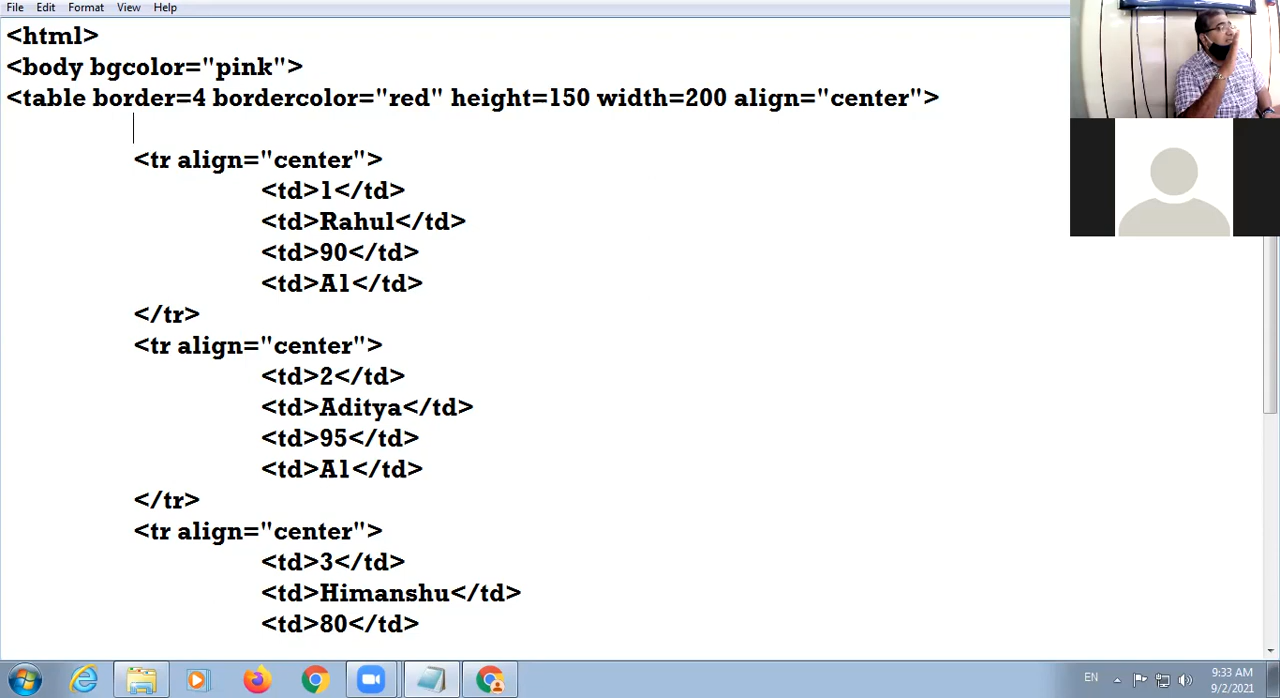 File Edit Format View Help
<html>
<body bgcolor="pink">
<table border=4 bordercolor="red" height=150 width=200 align="center">
<tr align="center">
<td>1</td>
<td>Rahul</td>
<td>90</td>
<td>A1</td>
</tr>
<tr align="center">
<td>2</td>
<td>Aditya</td>
<td>95</td>
<td>A1</td>
</tr>
<tr align="center">
<td>3</td>
<td>Himanshu</td>
<td>80</td>
EN
9:33 AM
9/2/2021